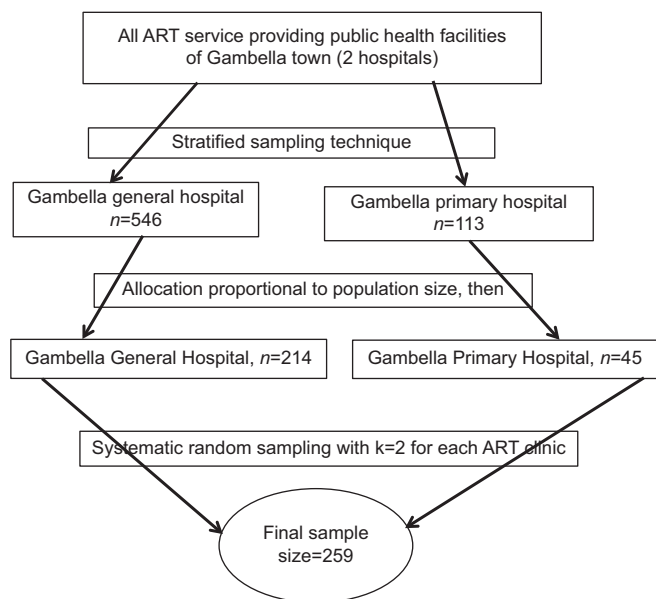 All ART service providing public health facilities
of Gambella town (2 hospitals)
Stratified sampling technique
Gambella general hospital
n=546
Gambella primary hospital
n=113
Allocation proportional to population size, then
Gambella General Hospital, n=214
Gambella Primary Hospital, n=45
Systematic random sampling with k=2 for each ART clinic
Final sample
size=259